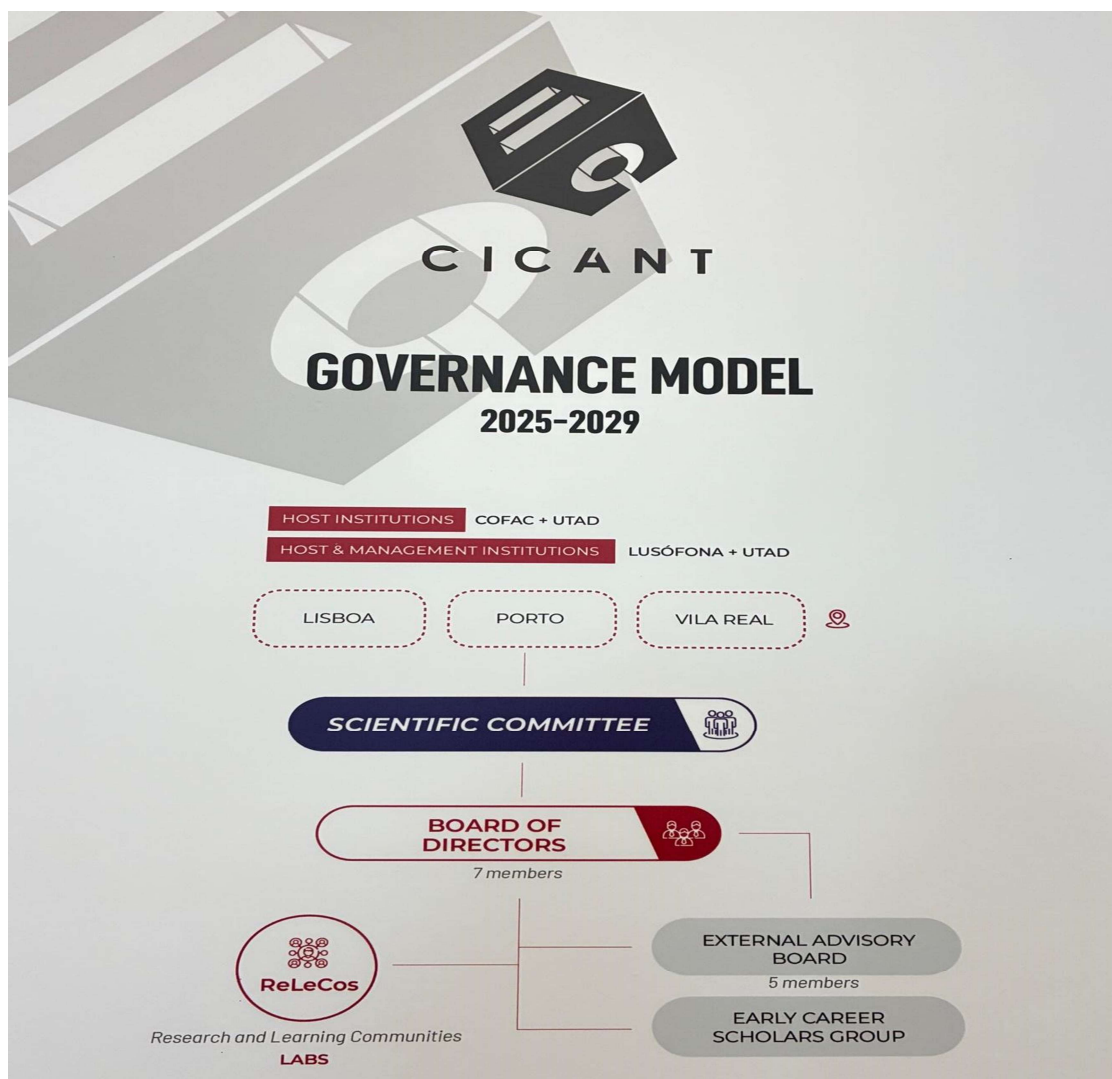 CICANT
GOVERNANCE MODEL
2025-2029
HOST INSTITUTIONS COFAC + UTAD
HOST & MANAGEMENT INSTITUTIONS LUSÓFONA + UTAD
LISBOA PORTO VILA REAL
SCIENTIFIC COMMITTEE
BOARD OF
DIRECTORS
7 members
ReLeCos
Research and Learning Communities
LABS
EXTERNAL ADVISORY
BOARD
5 members
EARLY CAREER
SCHOLARS GROUP